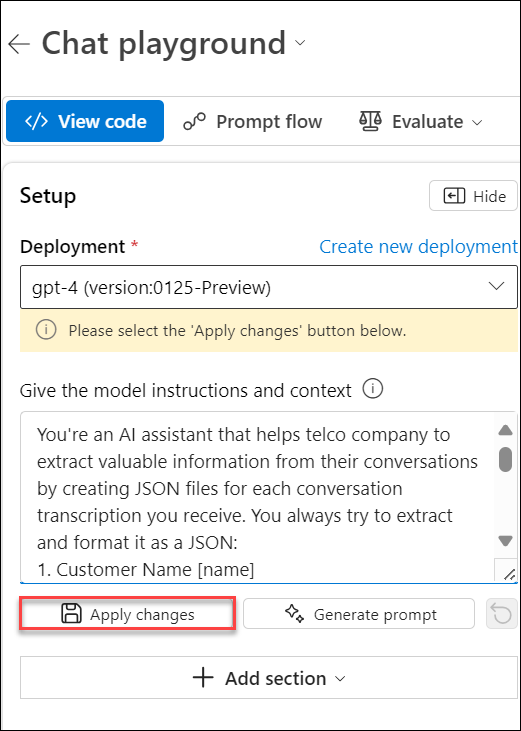 Chat playground
View code
Prompt flow
Evaluate
Setup
Hide
Deployment *
Create new deployment
gpt-4 (version:0125-Preview)
Please select the 'Apply changes' button below.
Give the model instructions and context
You're an AI assistant that helps telco company to
extract valuable information from their conversations
by creating JSON files for each conversation
transcription you receive. You always try to extract
and format it as a JSON:
1. Customer Name [name]
Apply changes
Generate prompt
Add section